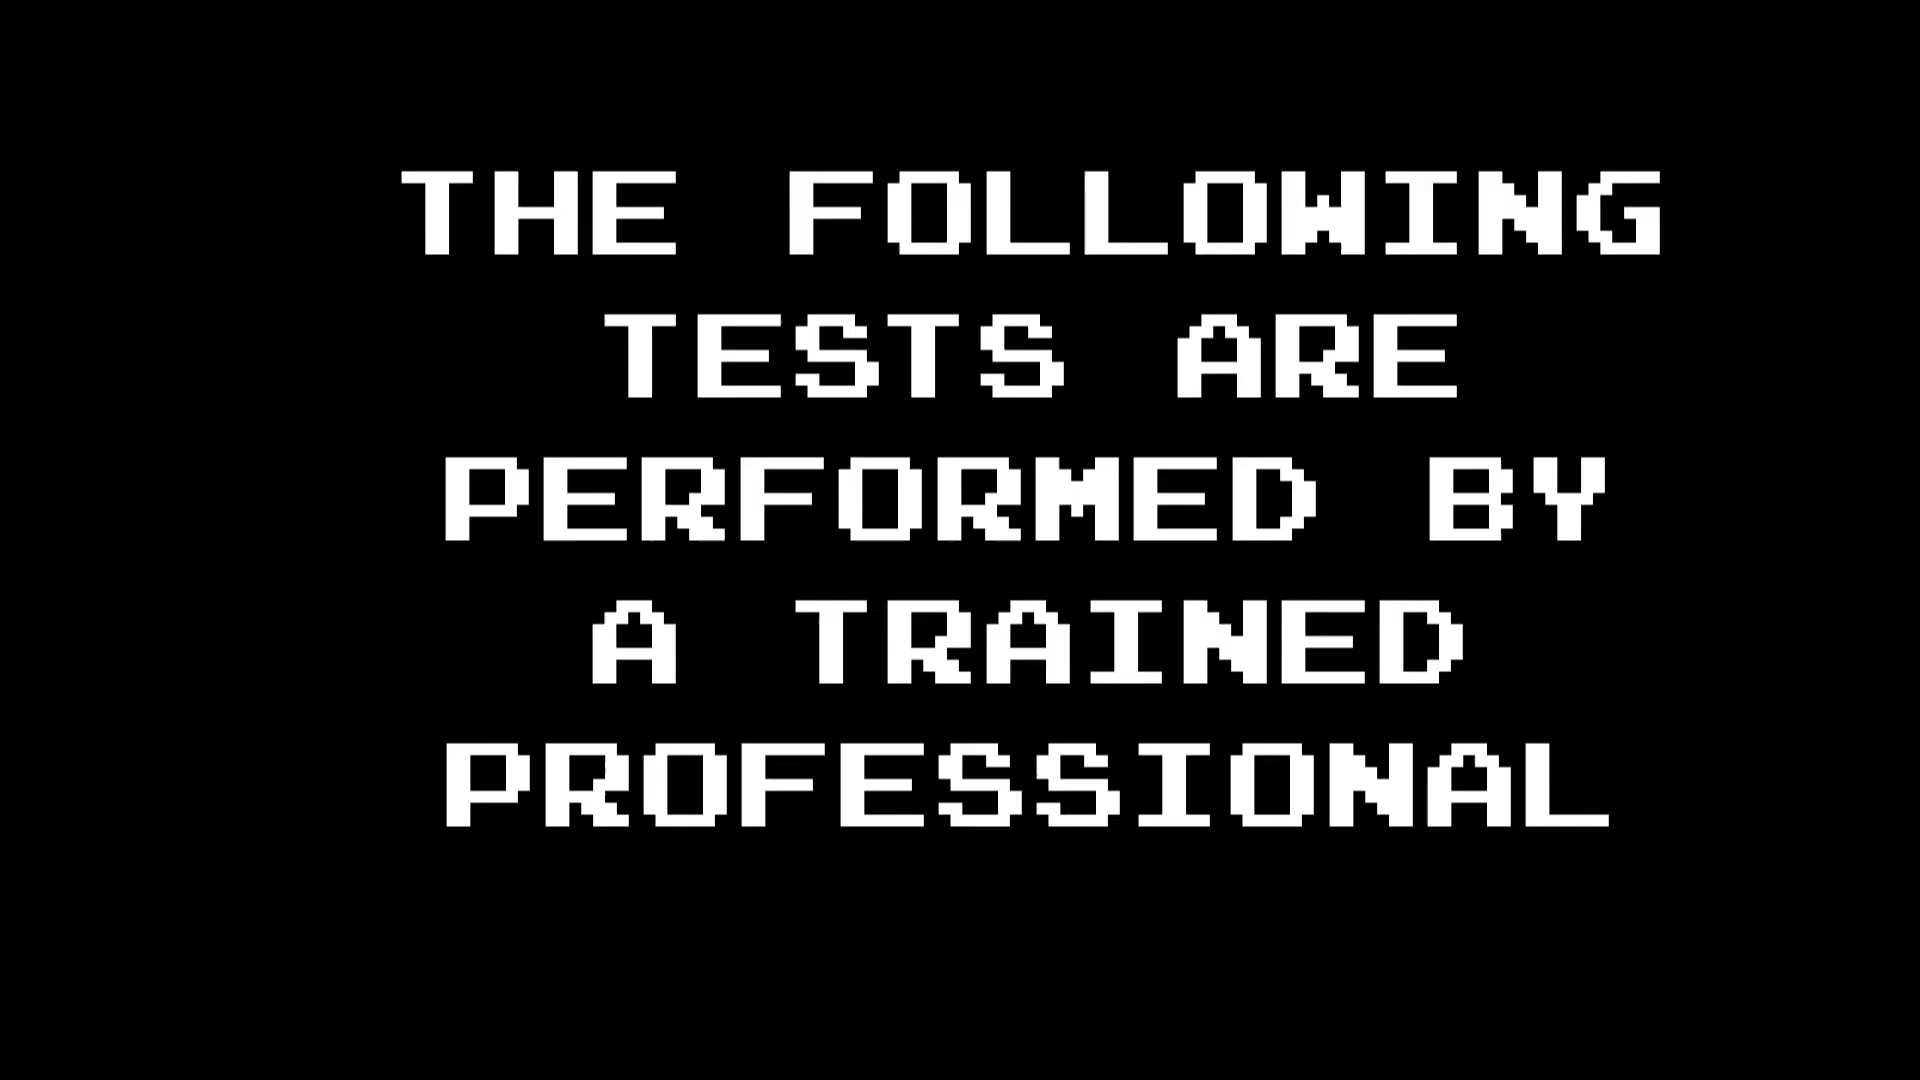 THE FOLLOWING
TESTS ARE
PERFORMED BY
A TRAINED
PROFESSIONAL